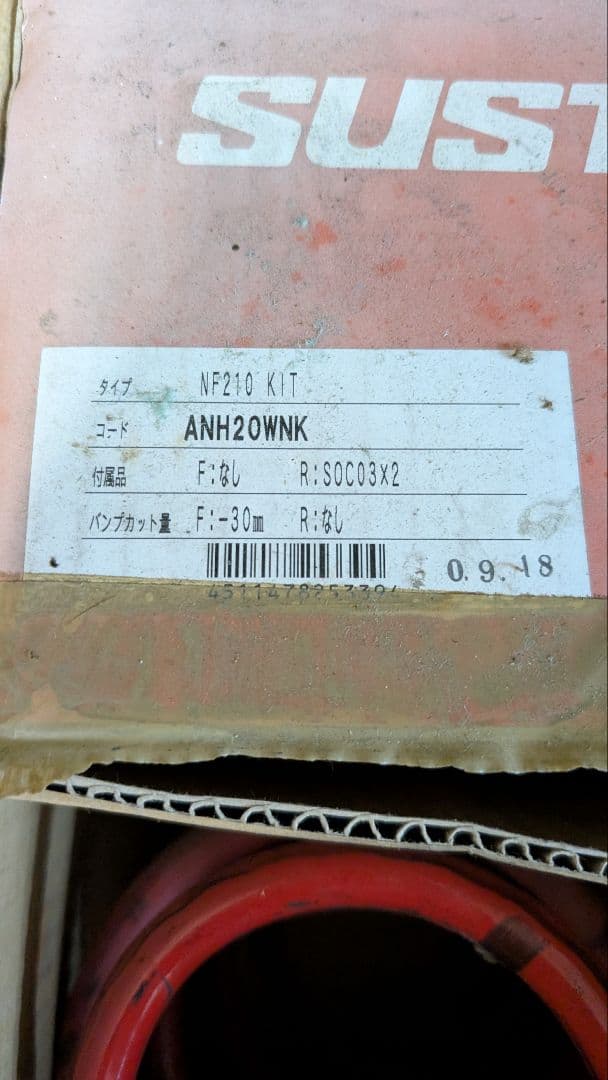 SUST
タイプ NF210 KIT
コード ANH20WNK
付属品 F:なし R:SOC03X2
バンプカット量 F:-30㎜ R:なし
0.9.18